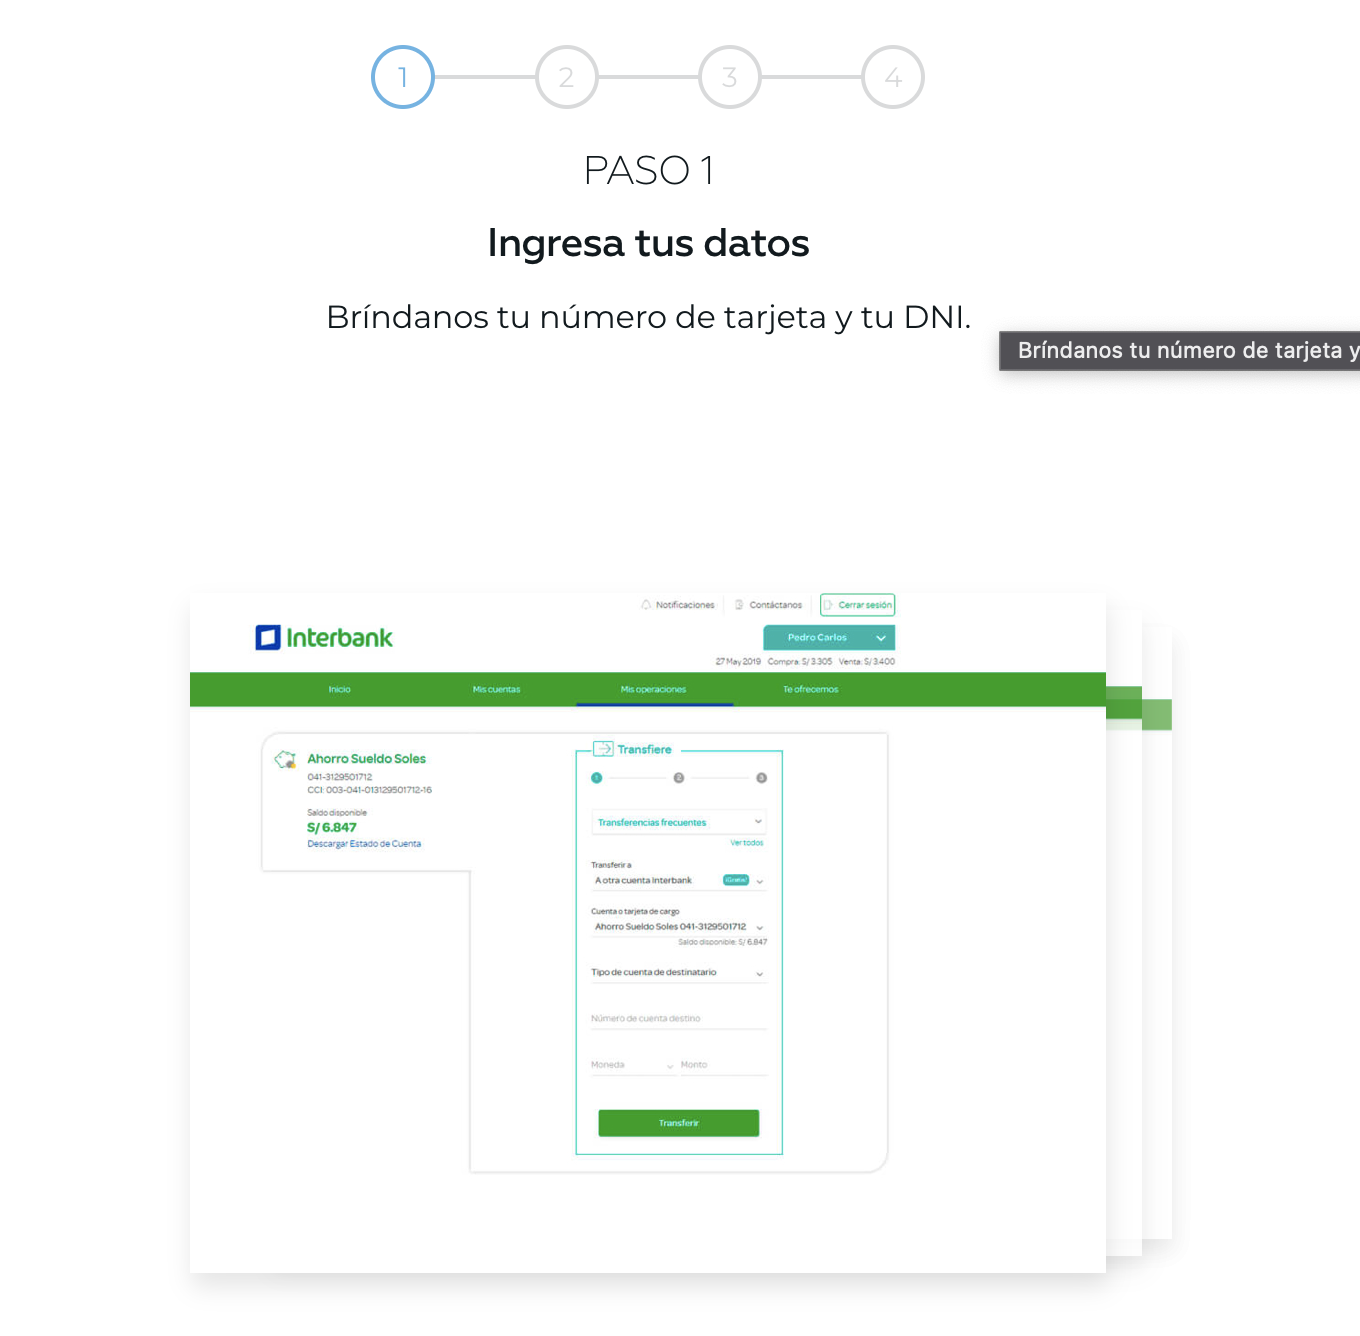 1 2 3 4
PASO 1
Ingresa tus datos
Bríndanos tu número de tarjeta y tu DNI.
Bríndanos tu número de tarjeta y
Notificaciones Contáctanos Cerrar sesión
Interbank
Pedro Carlos
27 May 2019 Compra: S/ 3.305 Venta: S/ 3.400
Inicio Mis cuentas Mis operaciones Te ofrecemos
Ahorro Sueldo Soles
041-3129501712
CCI: 003-041-013129501712-16
Saldo disponible
S/ 6.847
Descargar Estado de Cuenta
Transfiere
1 2 3
Transferencias frecuentes
Ver todos
Transferir a
A otra cuenta Interbank ¡Gratis!
Cuenta o tarjeta de cargo
Ahorro Sueldo Soles 041-3129501712
Saldo disponible: S/ 6.847
Tipo de cuenta de destinatario
Número de cuenta destino
Moneda Monto
Transferir